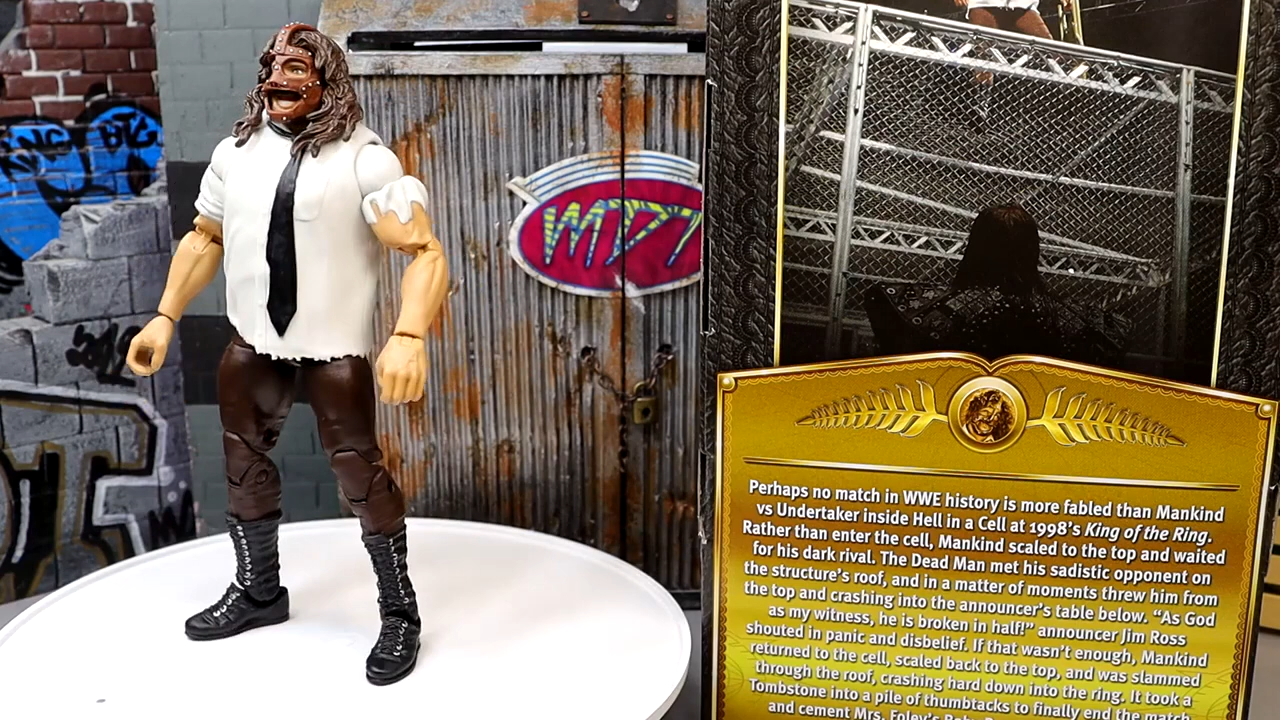 Perhaps no match in WWE history is more fabled than Mankind
vs Undertaker inside Hell in a Cell at 1998's King of the Ring.
Rather than enter the cell, Mankind scaled to the top and waited
for his dark rival. The Dead Man met his sadistic opponent on
the structure's roof, and in a matter of moments threw him from
the top and crashing into the announcer's table below. "As God
as my witness, he is broken in half!" announcer Jim Ross
shouted in panic and disbelief. If that wasn't enough, Mankind
returned to the cell, scaled back to the top, and was slammed
through the roof, crashing hard down into the ring. It took a
Tombstone into a pile of thumbtacks to finally end the match
and cement Mrs. Foley's Baby